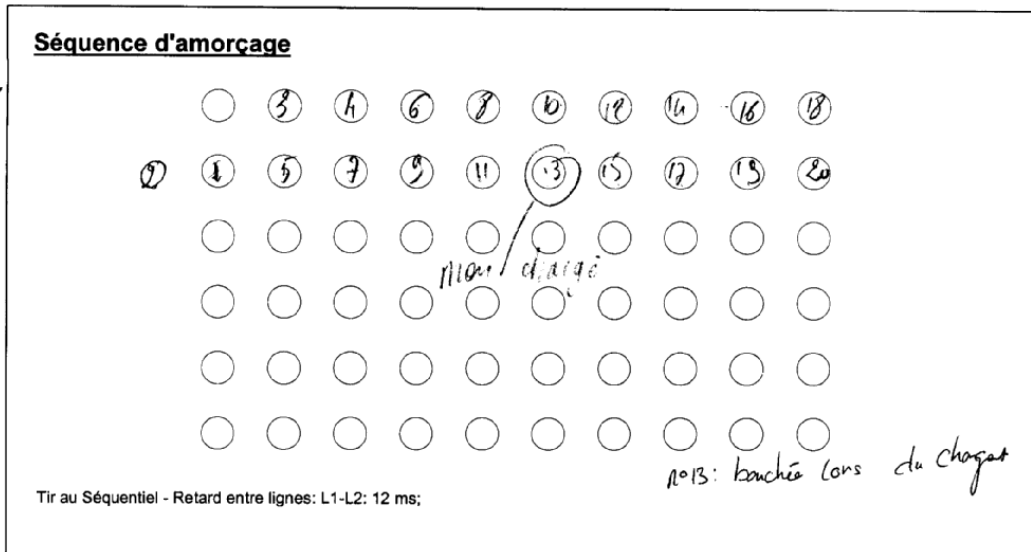 Séquence d'amorçage
3 4 6 8 10 12 14 16 18
2 1 5 7 9 11 13 15 17 19 20
non chargé
n°13: bouchée lors du chargt
Tir au Séquentiel - Retard entre lignes: L1-L2: 12 ms;